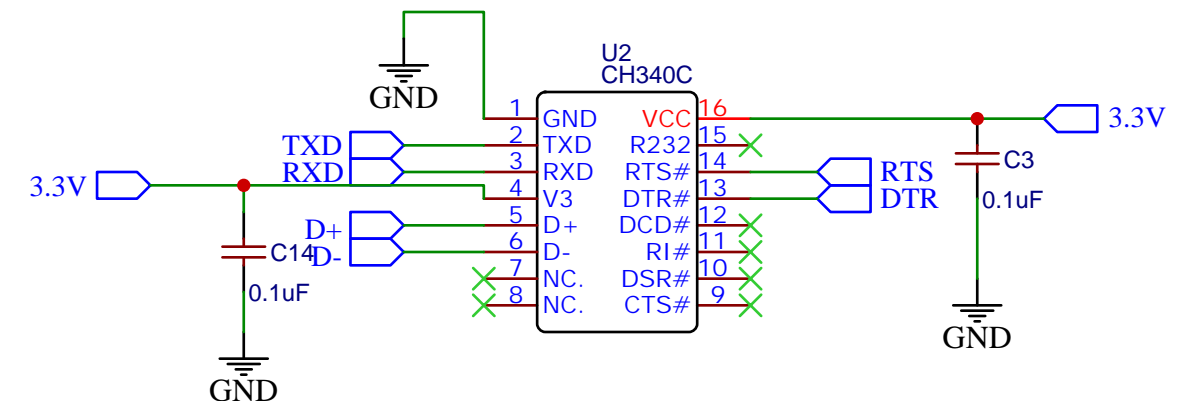 U2
CH340C
GND
1 GND VCC 16 3.3V
TXD 2 TXD R232 15
RXD 3 RXD RTS# 14 RTS
3.3V 4 V3 DTR# 13 DTR
D+ 5 D+ DCD# 12
D- 6 D- RI# 11
7 NC. DSR# 10
8 NC. CTS# 9
C3
0.1uF
C14
0.1uF
GND
GND